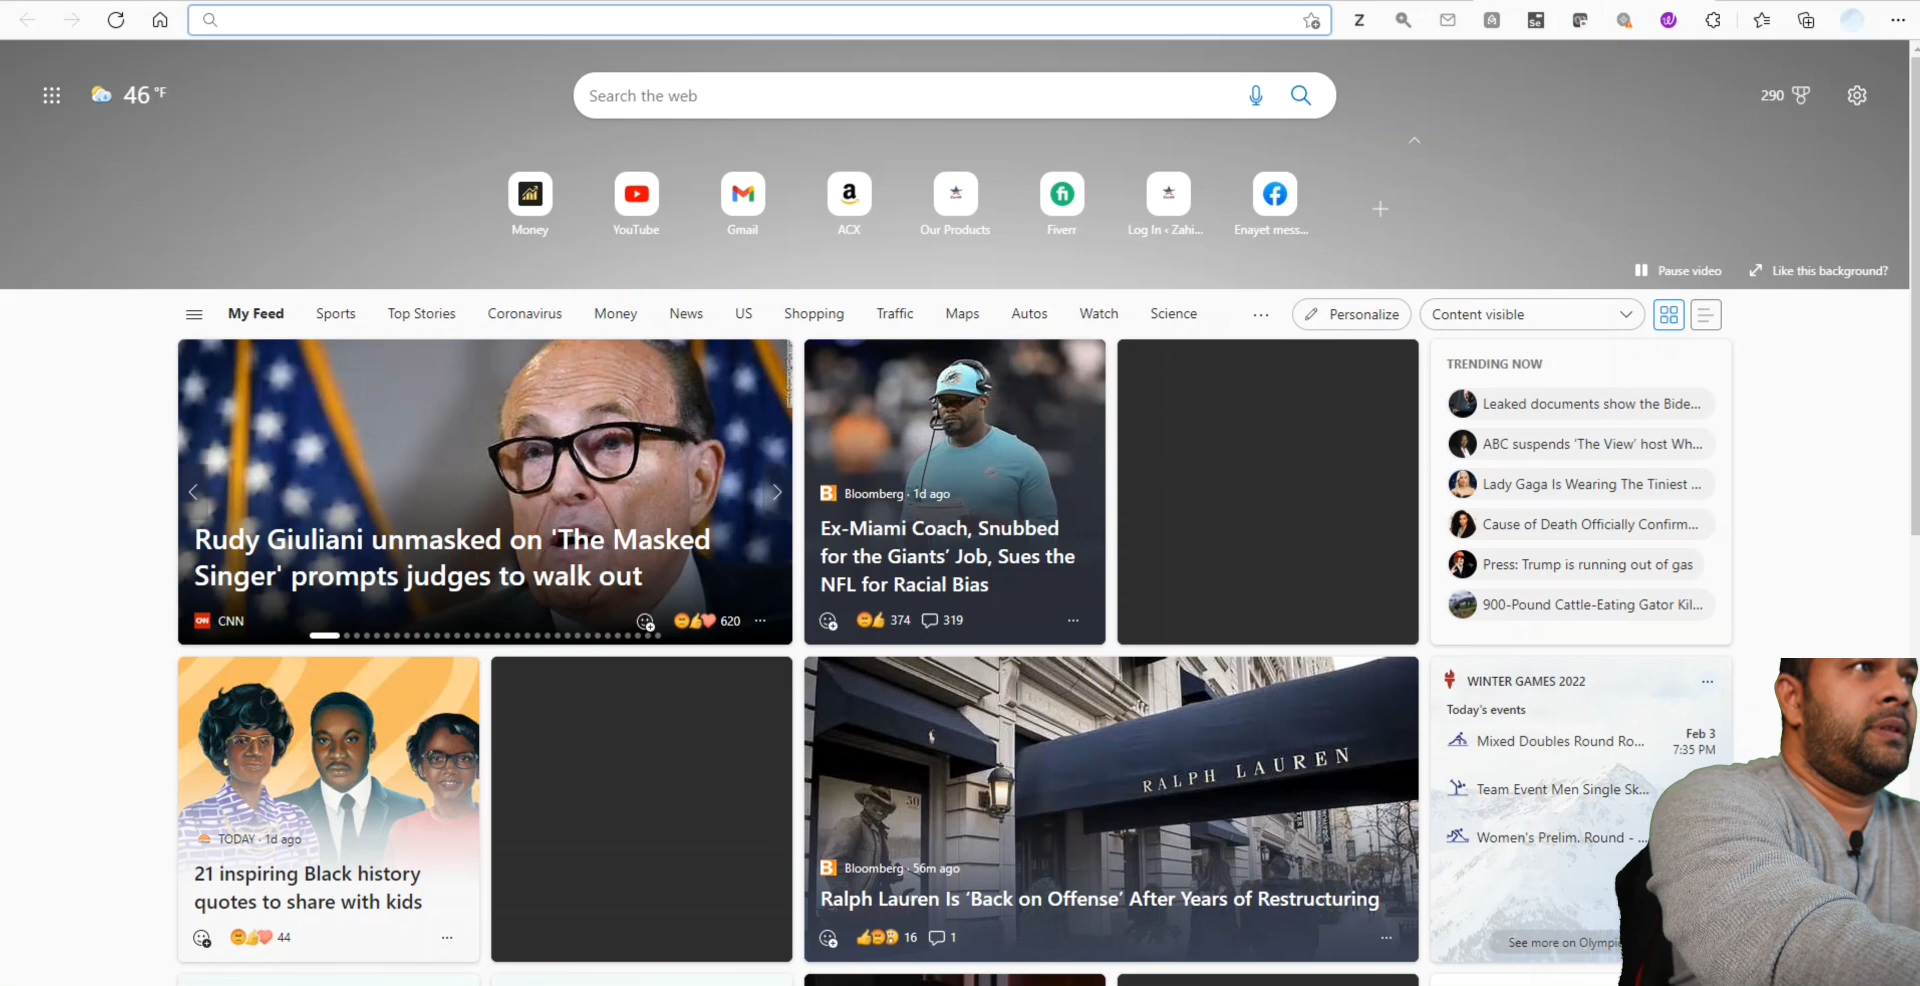 46 °F
Search the web
290
Money
YouTube
Gmail
a
ACX
Our Products
fi
Fiverr
Log In ‹ Zahi...
Enayet mess...
Pause video
Like this background?
My Feed
Sports
Top Stories
Coronavirus
Money
News
US
Shopping
Traffic
Maps
Autos
Watch
Science
...
Personalize
Content visible
Rudy Giuliani unmasked on 'The Masked
Singer' prompts judges to walk out
CNN
CNN
620
B
Bloomberg · 1d ago
Ex-Miami Coach, Snubbed
for the Giants’ Job, Sues the
NFL for Racial Bias
374
319
TRENDING NOW
Leaked documents show the Bide...
ABC suspends ‘The View’ host Wh...
Lady Gaga Is Wearing The Tiniest ...
Cause of Death Officially Confirm...
Press: Trump is running out of gas
900-Pound Cattle-Eating Gator Kil...
TODAY · 1d ago
21 inspiring Black history
quotes to share with kids
44
RALPH LAUREN
B
Bloomberg · 56m ago
Ralph Lauren Is ‘Back on Offense’ After Years of Restructuring
16
1
WINTER GAMES 2022
Today's events
Mixed Doubles Round Ro...
Feb 3
7:35 PM
Team Event Men Single Sk...
Women's Prelim. Round - ...
See more on Olympic
Z
Se